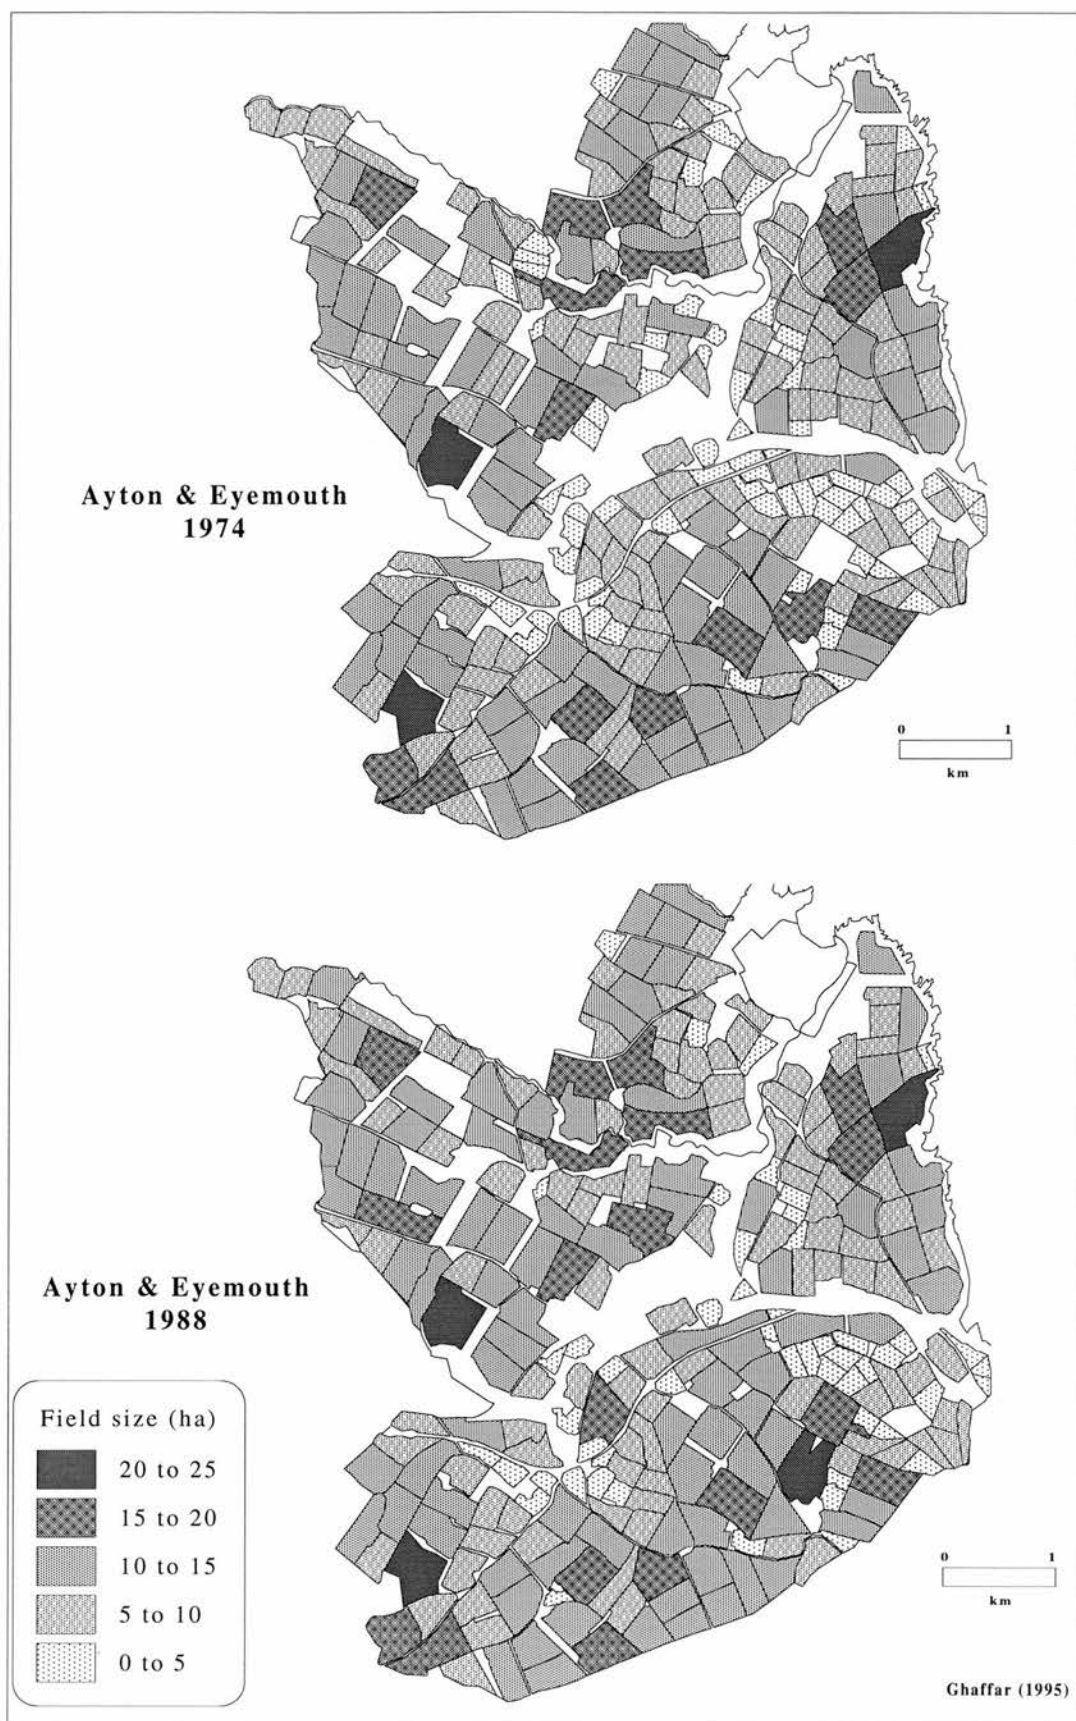 Ayton & Eyemouth
1974
0 1
km
Ayton & Eyemouth
1988
Field size (ha)
20 to 25
15 to 20
10 to 15
5 to 10
0 to 5
0 1
km
Ghaffar (1995)